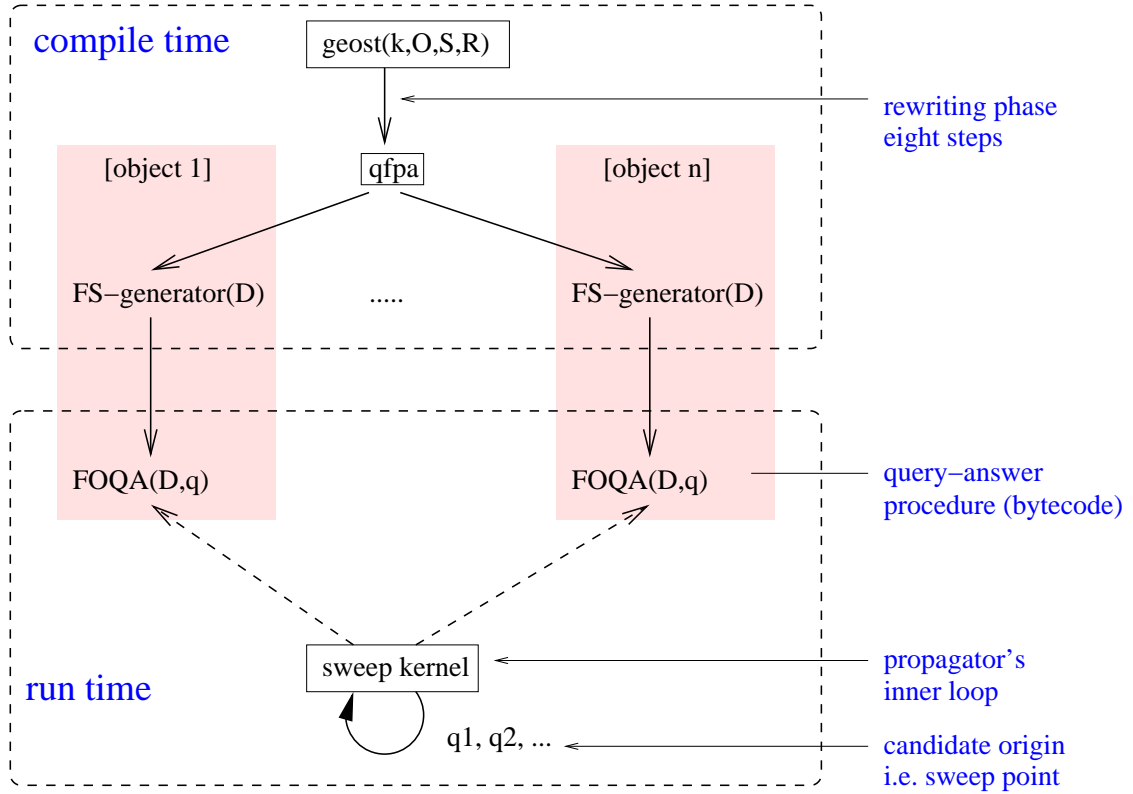 compile time
geost(k,O,S,R)
rewriting phase
eight steps
[object 1]
qfpa
[object n]
FS−generator(D)
.....
FS−generator(D)
FOQA(D,q)
FOQA(D,q)
query−answer
procedure (bytecode)
sweep kernel
propagator's
inner loop
run time
q1, q2, ...
candidate origin
i.e. sweep point